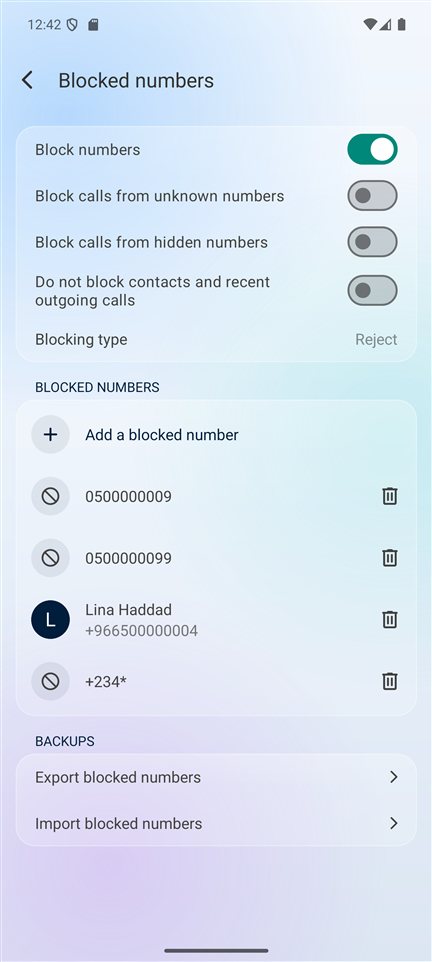 12:42
Blocked numbers
Block numbers
Block calls from unknown numbers
Block calls from hidden numbers
Do not block contacts and recent
outgoing calls
Blocking type Reject
BLOCKED NUMBERS
Add a blocked number
0500000009
0500000099
L Lina Haddad
+966500000004
+234*
BACKUPS
Export blocked numbers
Import blocked numbers